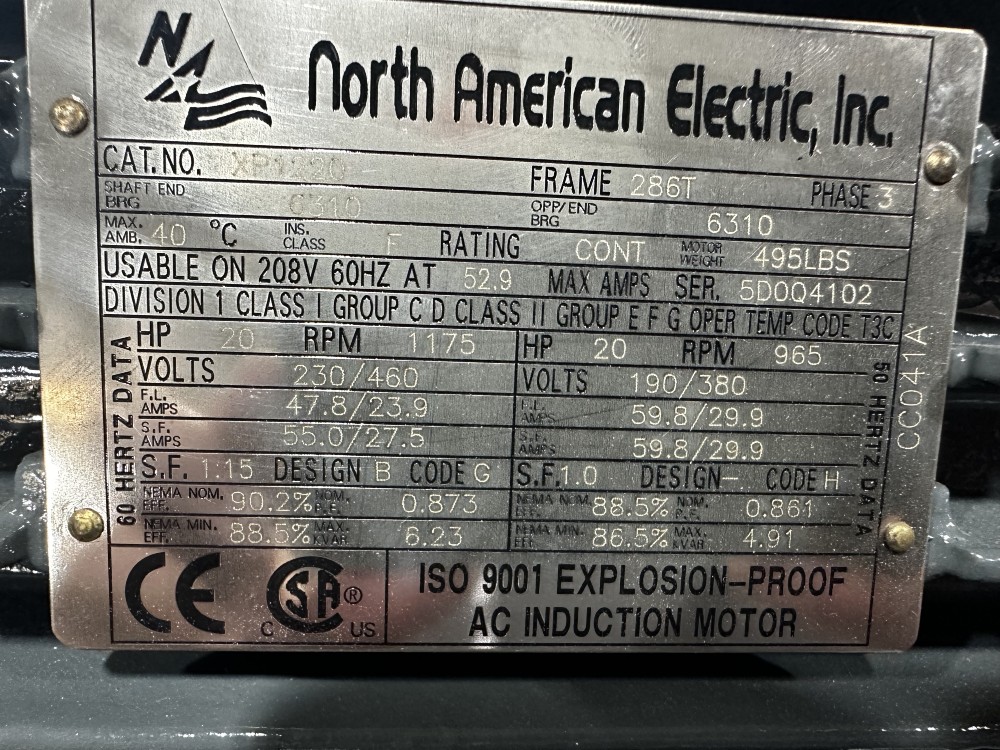 NAE
North American Electric, Inc.
CAT.NO. FRAME 286T PHASE 3
SHAFT END BRG 6310 OPP/END BRG 6310
MAX. AMB. 40 °C INS. CLASS F RATING CONT MOTOR WEIGHT 495LBS
USABLE ON 208V 60HZ AT 52.9 MAX AMPS SER. 5D0Q4102
DIVISION 1 CLASS I GROUP C D CLASS II GROUP E F G OPER TEMP CODE T3C
60 HERTZ DATA
HP 20 RPM 1175
VOLTS 230/460
F.L. AMPS 47.8/23.9
S.F. AMPS 55.0/27.5
S.F. 1.15 DESIGN B CODE G
NEMA NOM. EFF. 90.2% NOM. P.F. 0.873
NEMA MIN. EFF. 88.5% MAX. KVAR 6.23
HP 20 RPM 965
VOLTS 190/380
F.L. AMPS 59.8/29.9
S.F. AMPS 59.8/29.9
S.F. 1.0 DESIGN - CODE H
NEMA NOM. EFF. 88.5% NOM. P.F. 0.861
NEMA MIN. EFF. 86.5% MAX. KVAR 4.91
50 HERTZ DATA
CC041A
CE C SA ® US
ISO 9001 EXPLOSION-PROOF
AC INDUCTION MOTOR